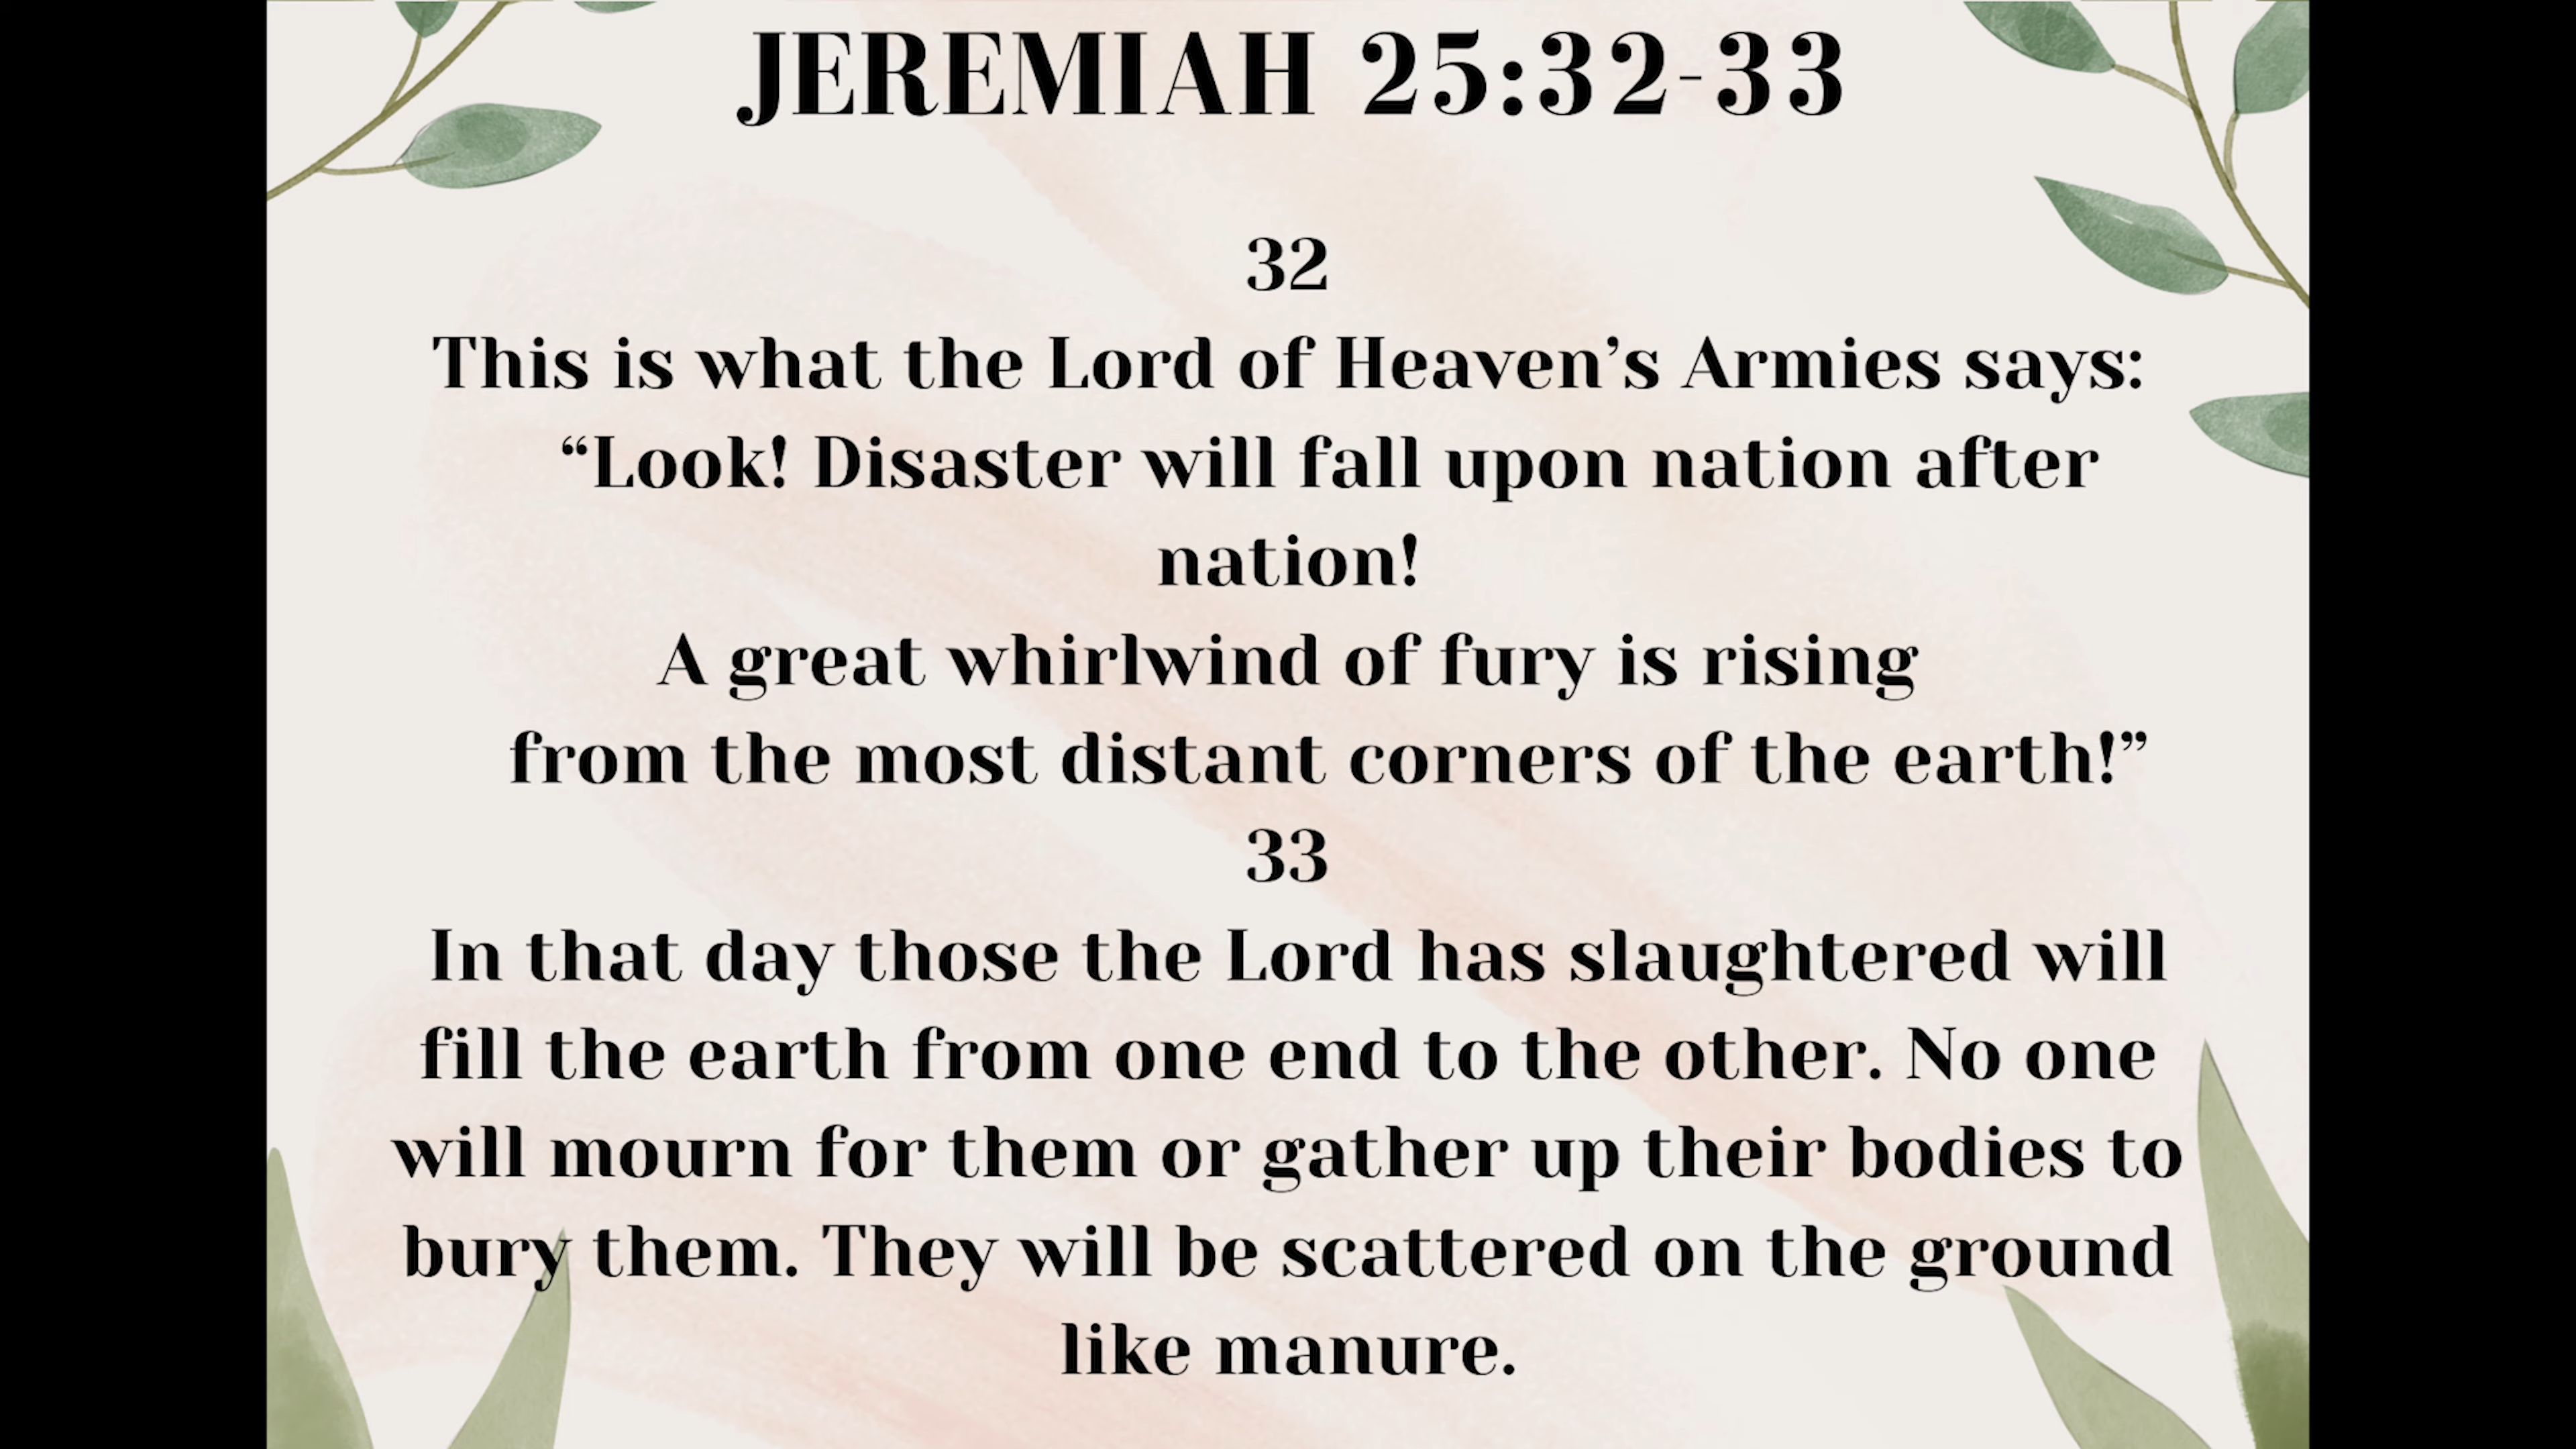 JEREMIAH 25:32-33
32
This is what the Lord of Heaven’s Armies says:
“Look! Disaster will fall upon nation after
nation!
A great whirlwind of fury is rising
from the most distant corners of the earth!”
33
In that day those the Lord has slaughtered will
fill the earth from one end to the other. No one
will mourn for them or gather up their bodies to
bury them. They will be scattered on the ground
like manure.